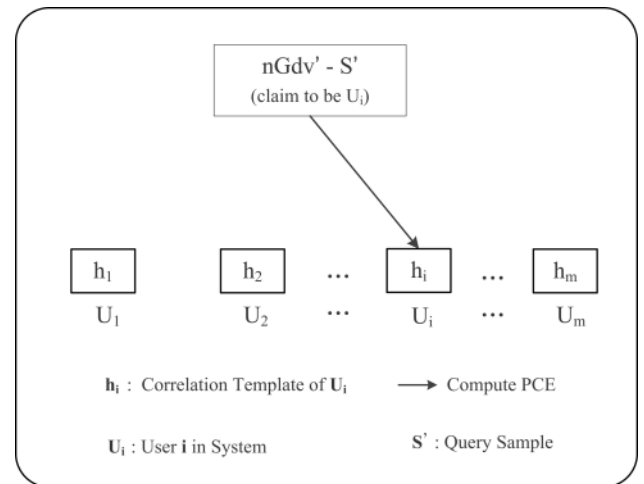 nGdv' - S'
(claim to be Uᵢ)
h₁ h₂ ... hᵢ ... hₘ
U₁ U₂ ... Uᵢ ... Uₘ
hᵢ : Correlation Template of Uᵢ Compute PCE
Uᵢ : User i in System S' : Query Sample